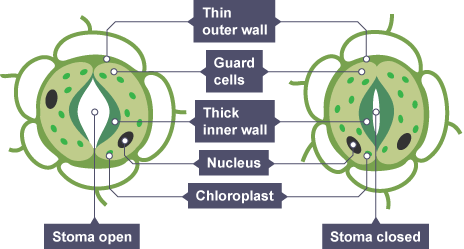 Thin
outer wall
Guard
cells
Thick
inner wall
Nucleus
Chloroplast
Stoma open
Stoma closed